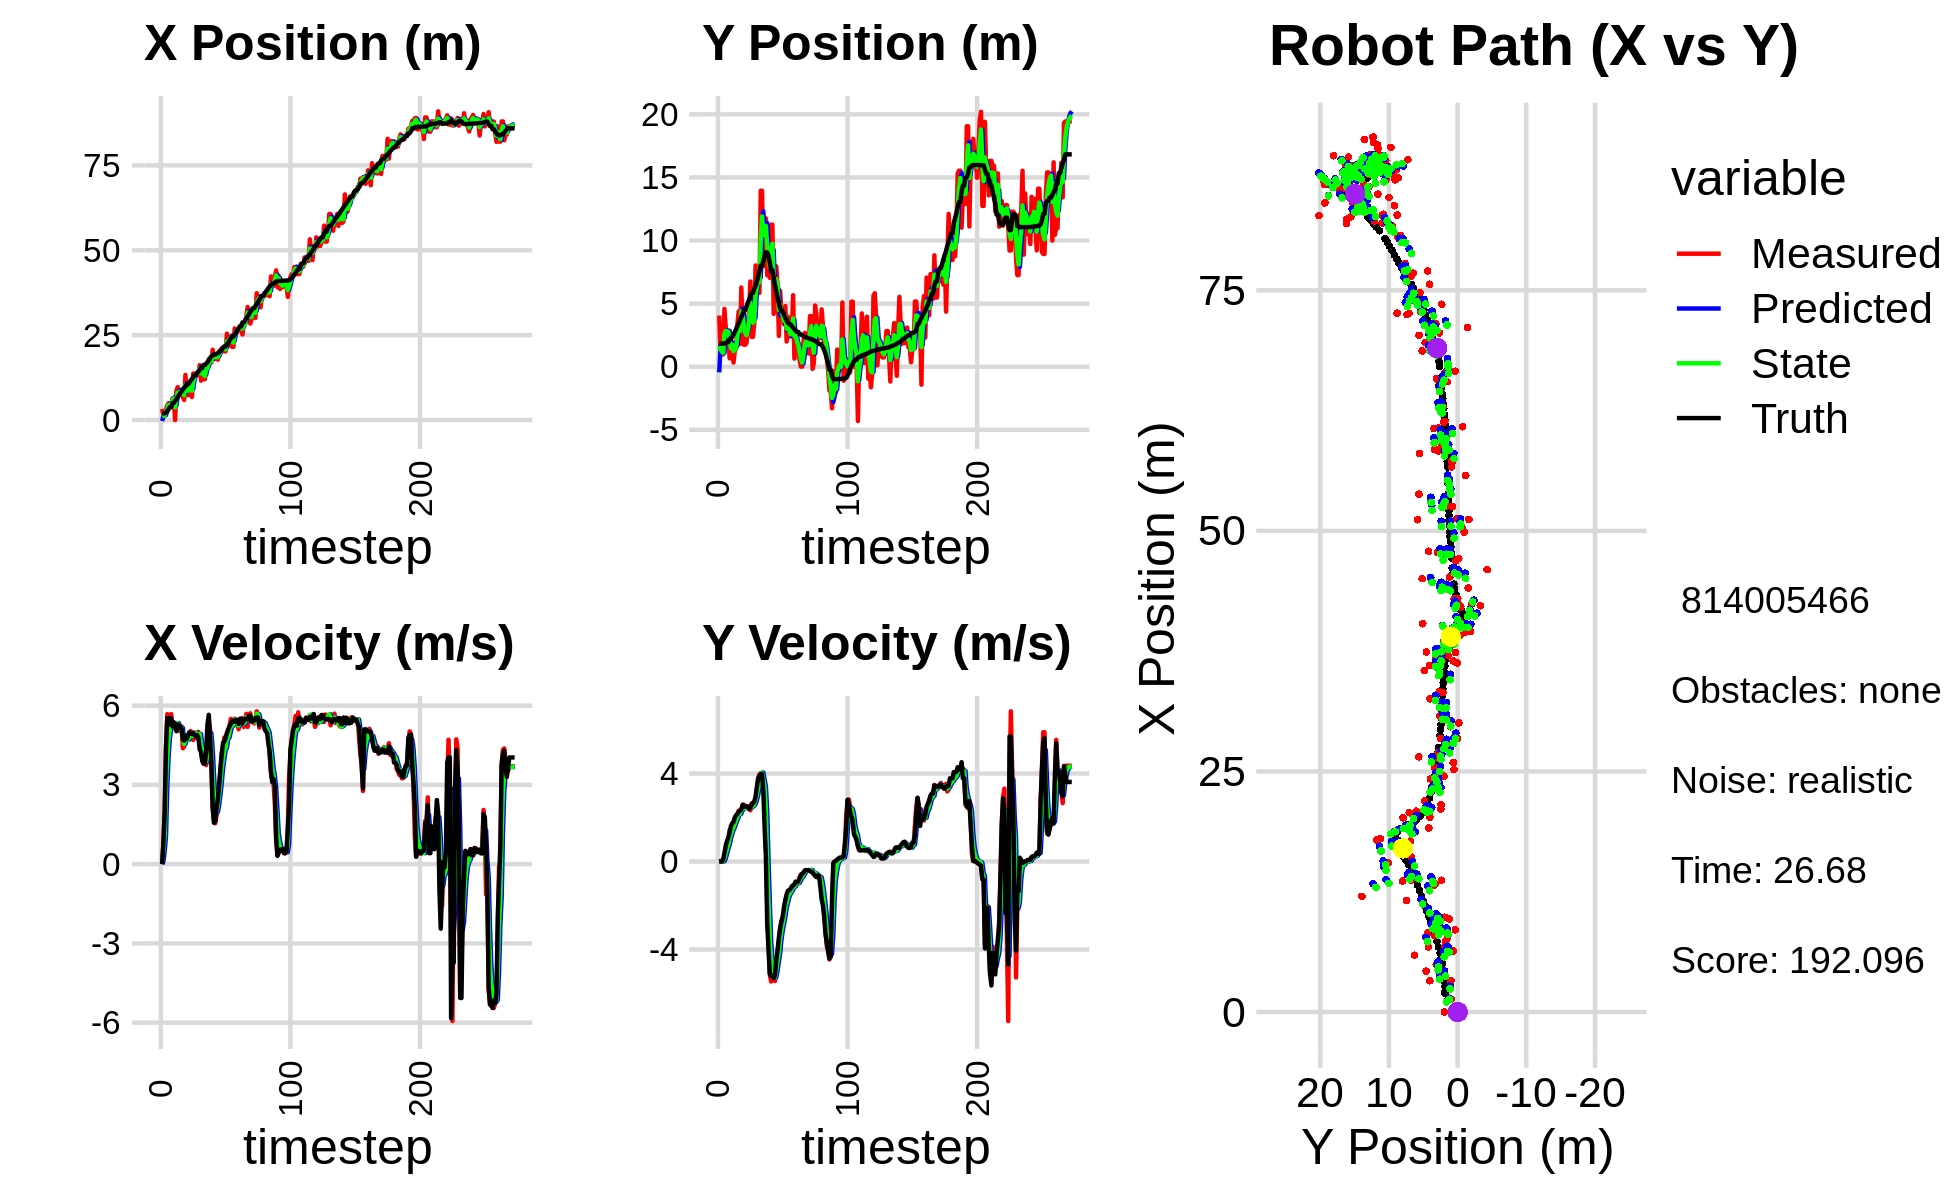 X Position (m)
75
50
25
0
0
100
200
timestep
Y Position (m)
20
15
10
5
0
-5
0
100
200
timestep
X Velocity (m/s)
6
3
0
-3
-6
0
100
200
timestep
Y Velocity (m/s)
4
0
-4
0
100
200
timestep
Robot Path (X vs Y)
X Position (m)
75
50
25
0
20 10 0 -10 -20
Y Position (m)
variable
Measured
Predicted
State
Truth
814005466
Obstacles: none
Noise: realistic
Time: 26.68
Score: 192.096